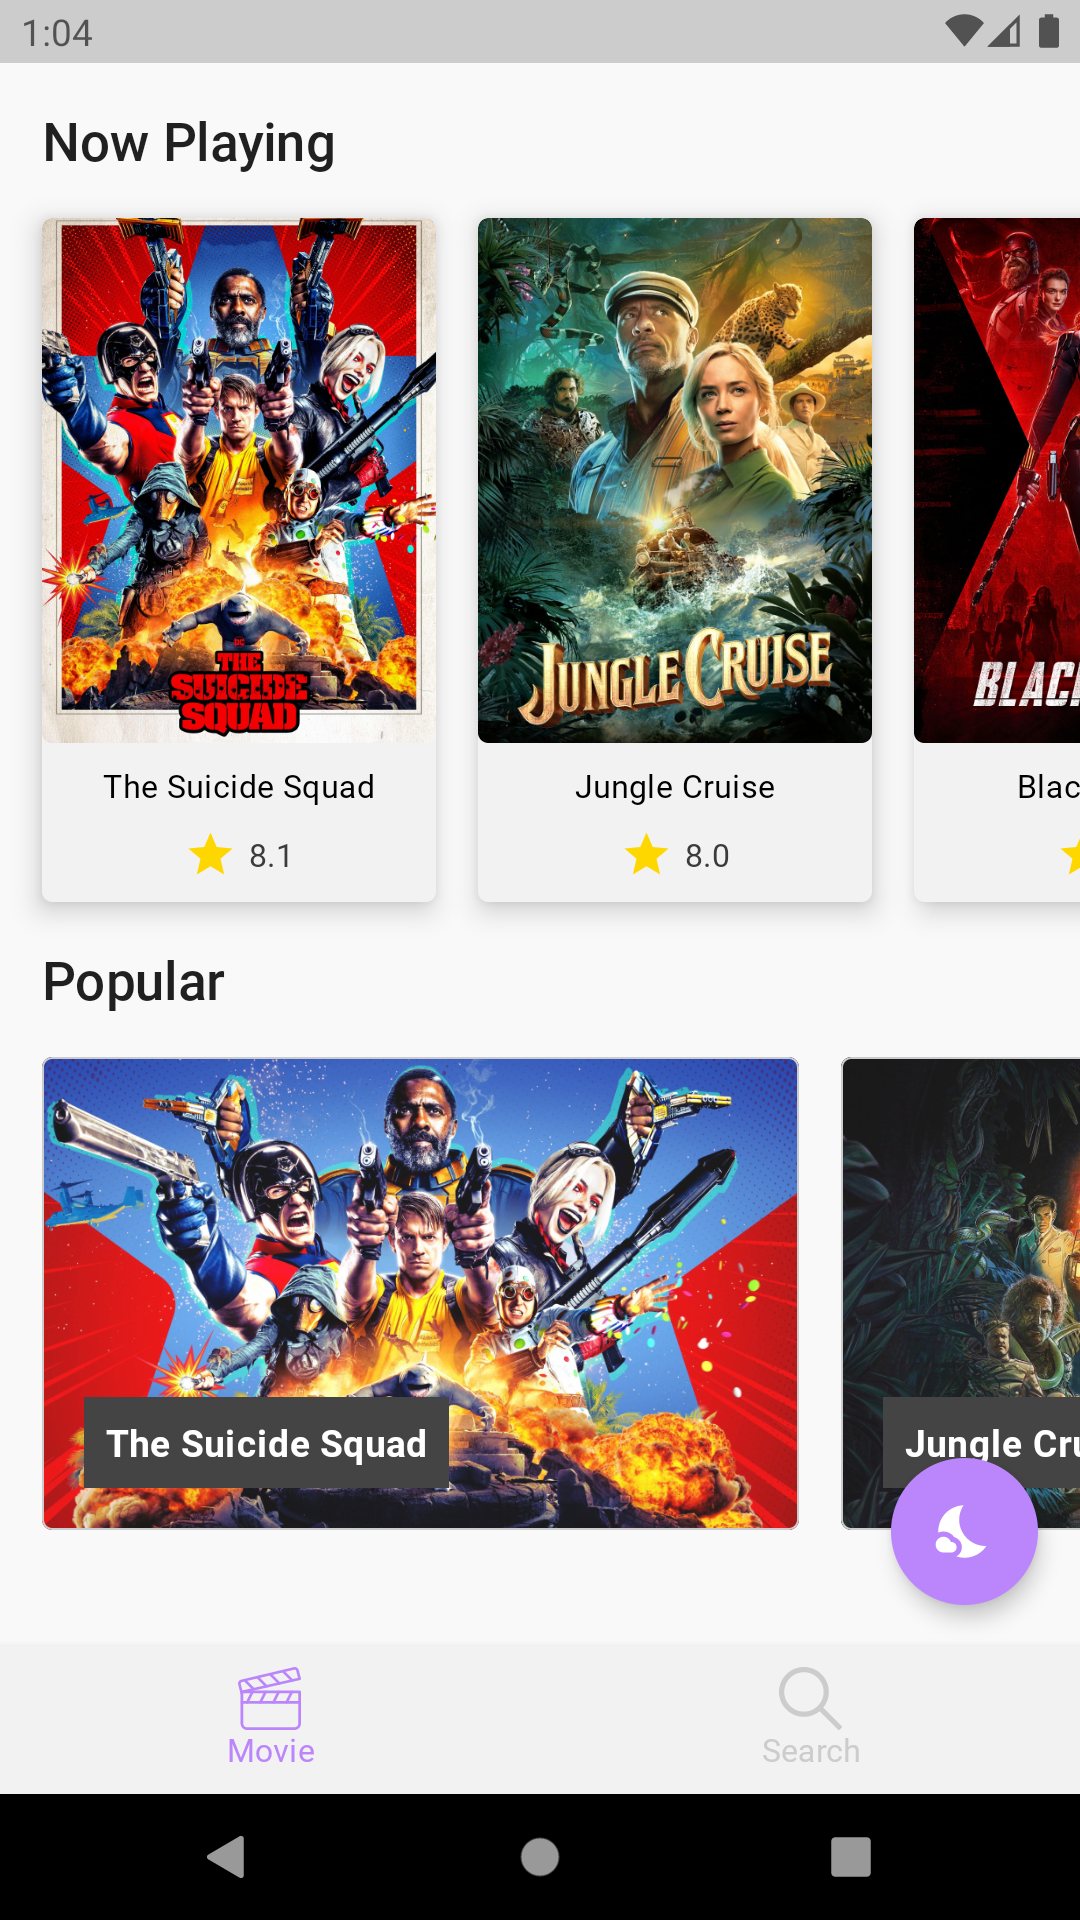 1:04
Now Playing
DC
THE
SUICIDE
SQUAD
JUNGLE CRUISE
BLAC
The Suicide Squad
Jungle Cruise
Blac
8.1
8.0
Popular
The Suicide Squad
Jungle Cru
Movie
Search